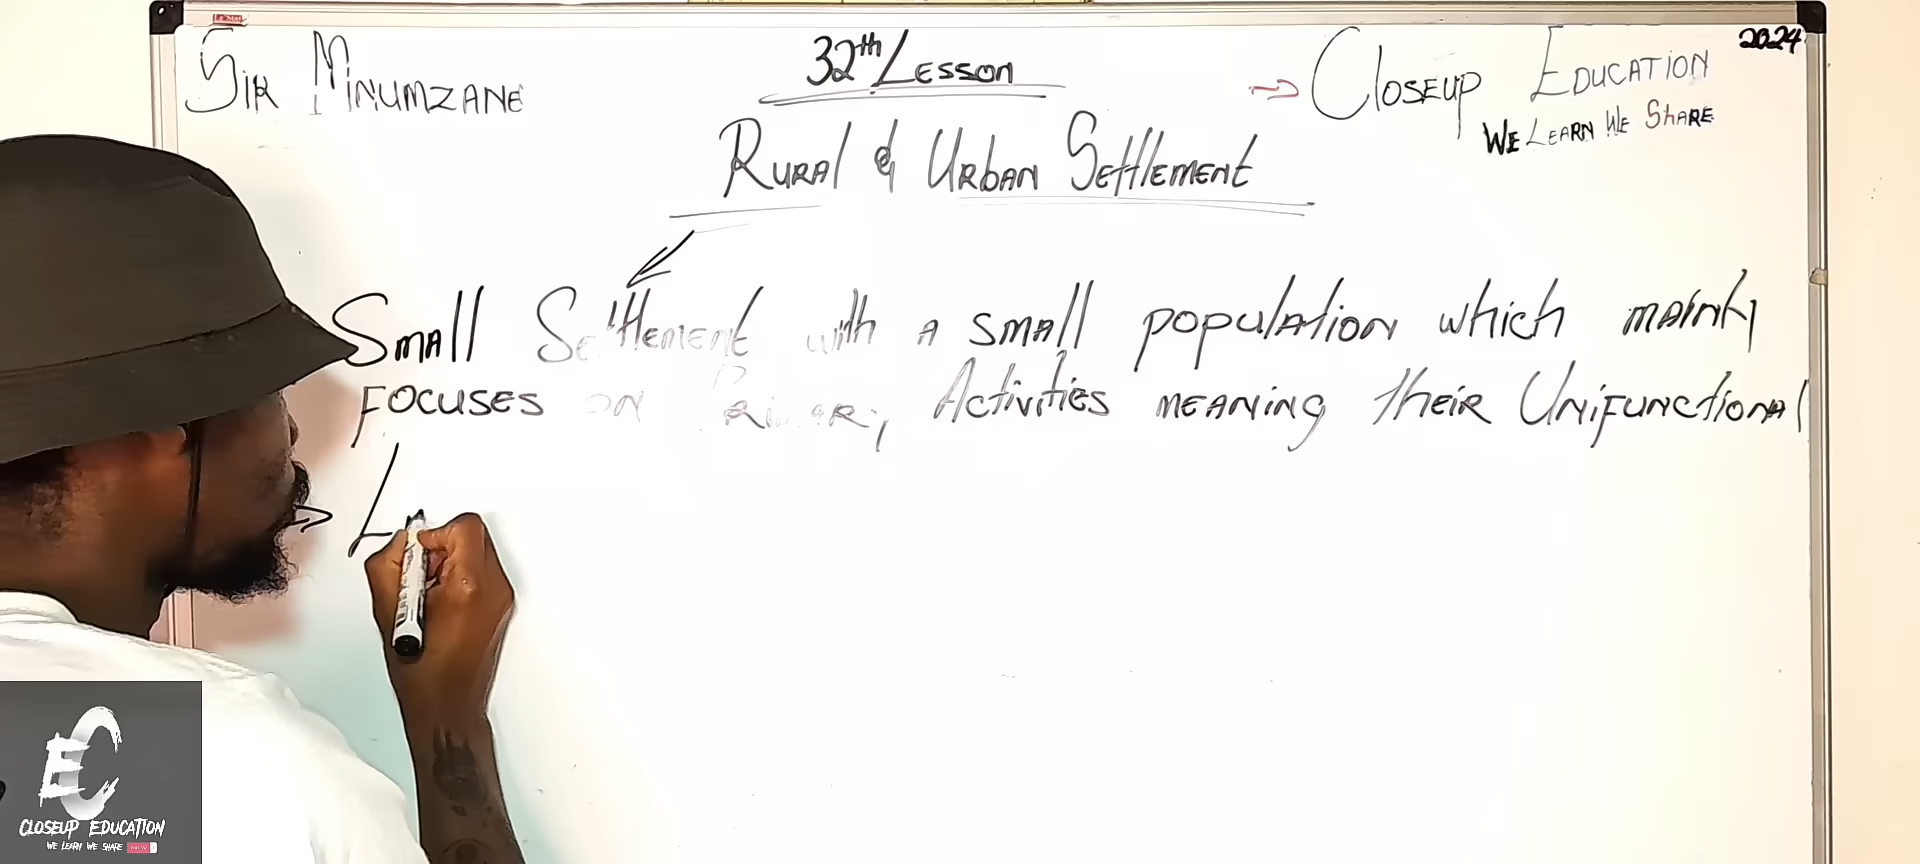 Sir Mnumzane
32th Lesson
→ Closeup Education
2024
We Learn We Share
Rural & Urban Settlement
Small Settlement with a small population which mainly
focuses on Primary Activities meaning their Unifunctional
→ L
EC
CLOSEUP EDUCATION
WE LEARN WE SHARE